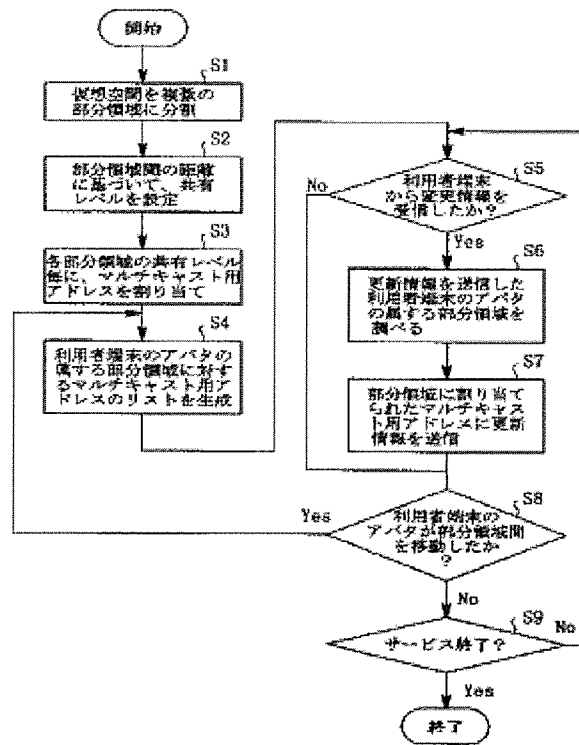 開始
S1
仮想空間を複数の
部分領域に分割
S2
部分領域間の距離
に基づいて、共有
レベルを設定
S3
各部分領域の共有レベル
毎に、マルチキャスト用
アドレスを割り当て
S4
利用者端末のアバタの
属する部分領域に対す
るマルチキャスト用ア
ドレスのリストを生成
S5
利用者端末
から変更情報を
受信したか？
No
Yes
S6
更新情報を送信した
利用者端末のアバタ
の属する部分領域を
調べる
S7
部分領域に割り当て
られたマルチキャスト
用アドレスに更新
情報を送信
S8
利用者端末の
アバタが部分領域間
を移動したか
？
Yes
No
S9
サービス終了？
No
Yes
終了